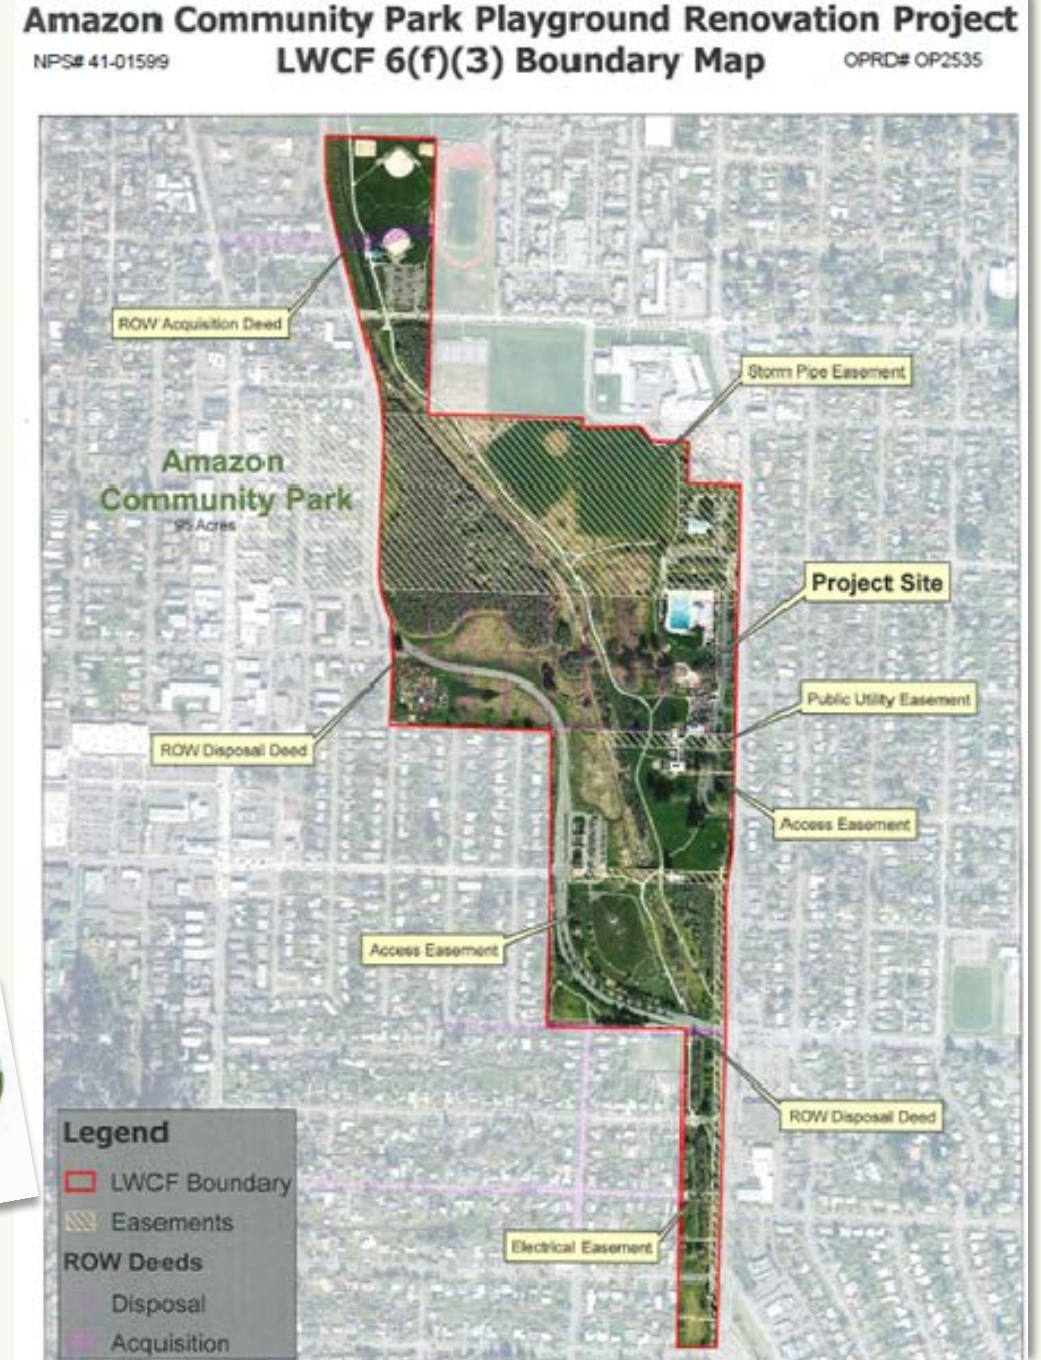 Amazon Community Park Playground Renovation Project
NPS# 41-01599
LWCF 6(f)(3) Boundary Map
OPRD# OP2535
ROW Acquisition Deed
Storm Pipe Easement
Amazon
Community Park
95 Acres
Project Site
Public Utility Easement
ROW Disposal Deed
Access Easement
Access Easement
ROW Disposal Deed
Electrical Easement
Legend
LWCF Boundary
Easements
ROW Deeds
Disposal
Acquisition